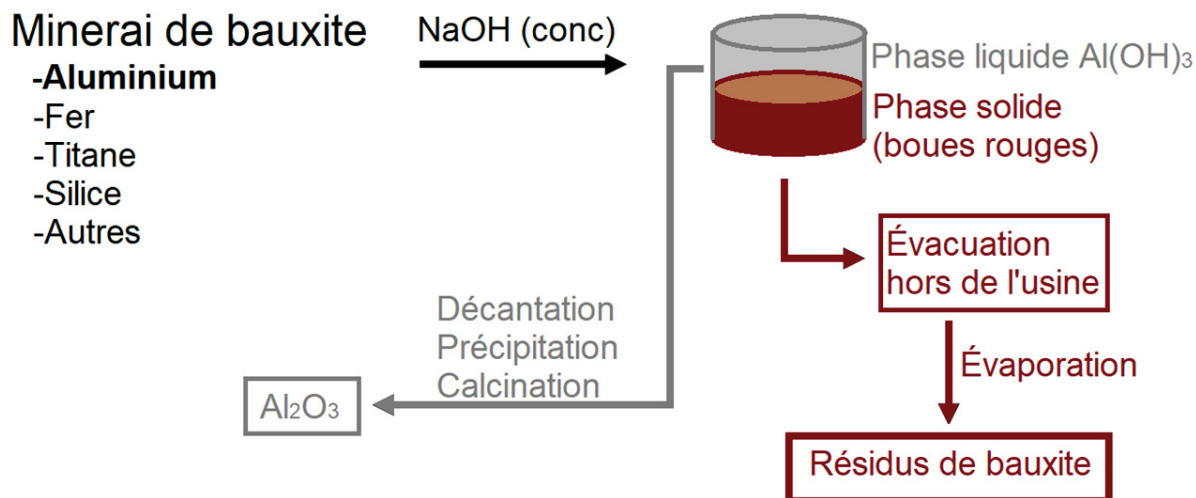 Minerai de bauxite
-Aluminium
-Fer
-Titane
-Silice
-Autres
NaOH (conc)
Phase liquide Al(OH)₃
Phase solide
(boues rouges)
Évacuation
hors de l'usine
Évaporation
Résidus de bauxite
Décantation
Précipitation
Calcination
Al₂O₃